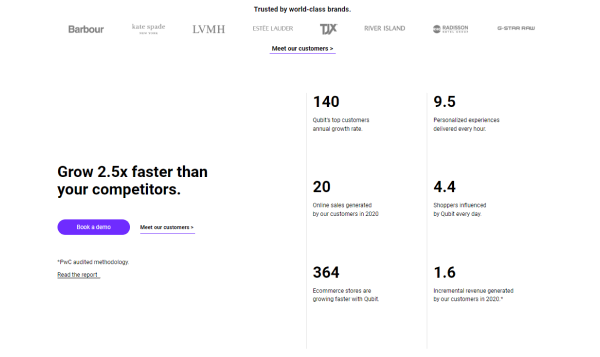 Trusted by world-class brands.
Barbour
kate spade
NEW YORK
LVMH
ESTĒE LAUDER
TJX
RIVER ISLAND
RADISSON
HOTEL GROUP
G-STAR RAW
Meet our customers >
Grow 2.5x faster than
your competitors.
Book a demo
Meet our customers >
*PwC audited methodology.
Read the report
140
Qubit's top customers
annual growth rate.
9.5
Personalized experiences
delivered every hour.
20
Online sales generated
by our customers in 2020
4.4
Shoppers influenced
by Qubit every day.
364
Ecommerce stores are
growing faster with Qubit.
1.6
Incremental revenue generated
by our customers in 2020.*